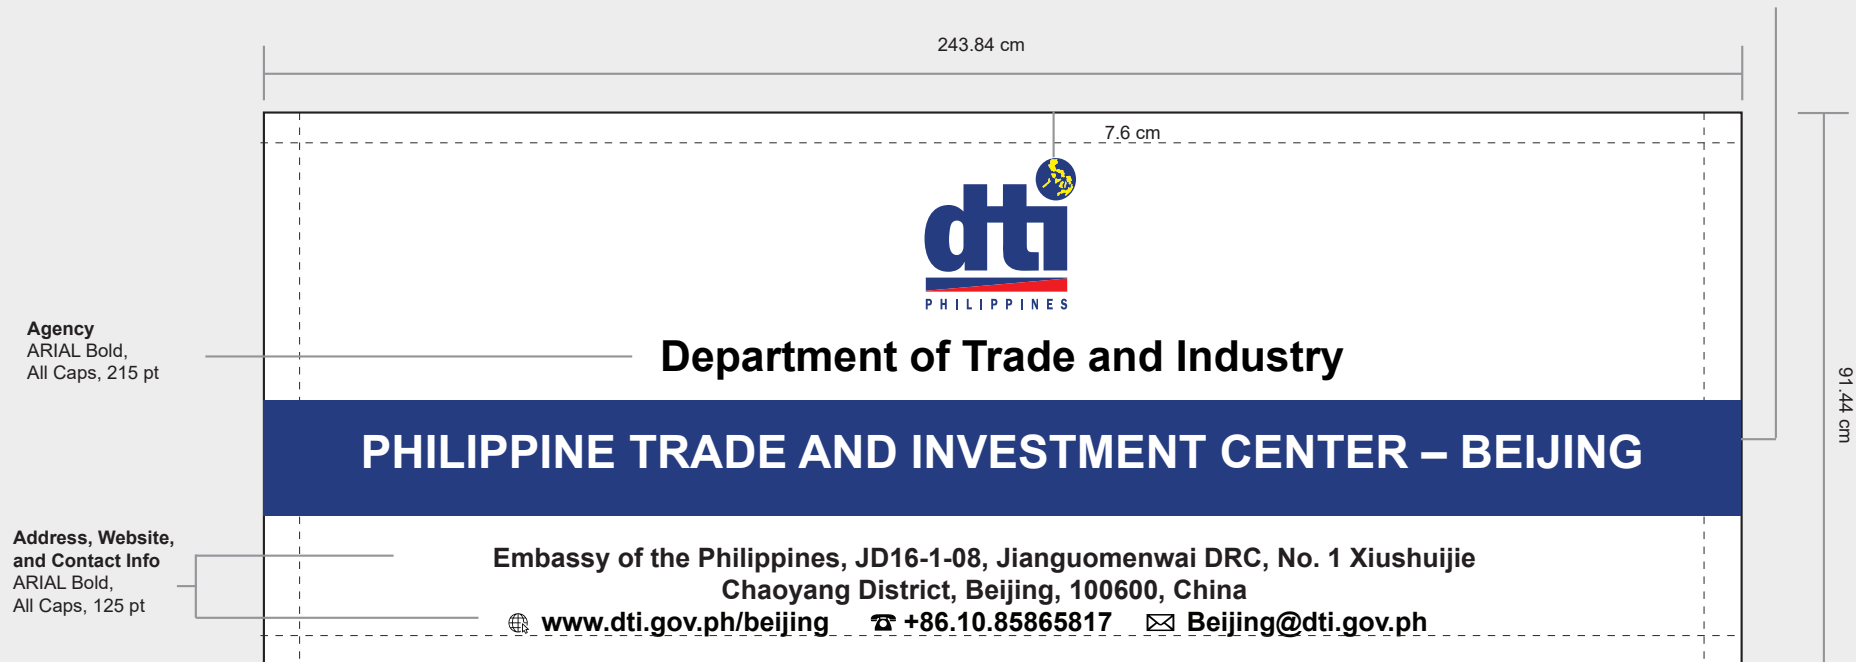 243.84 cm
7.6 cm
dti
PHILIPPINES
Agency
ARIAL Bold,
All Caps, 215 pt
Department of Trade and Industry
91.44 cm
PHILIPPINE TRADE AND INVESTMENT CENTER – BEIJING
Address, Website,
and Contact Info
ARIAL Bold,
All Caps, 125 pt
Embassy of the Philippines, JD16-1-08, Jianguomenwai DRC, No. 1 Xiushuijie
Chaoyang District, Beijing, 100600, China
www.dti.gov.ph/beijing +86.10.85865817 Beijing@dti.gov.ph